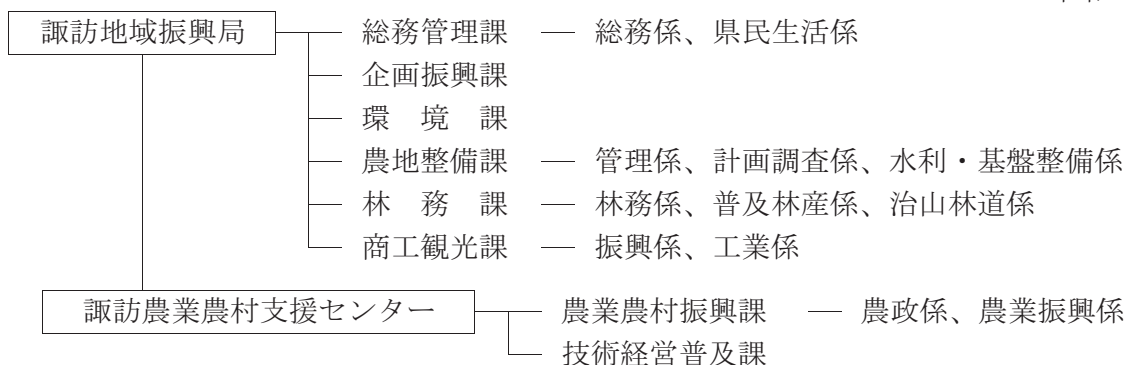 諏訪地域振興局 総務管理課 総務係、県民生活係
企画振興課
環 境 課
農地整備課 管理係、計画調査係、水利・基盤整備係
林 務 課 林務係、普及林産係、治山林道係
商工観光課 振興係、工業係
諏訪農業農村支援センター 農業農村振興課 農政係、農業振興係
技術経営普及課